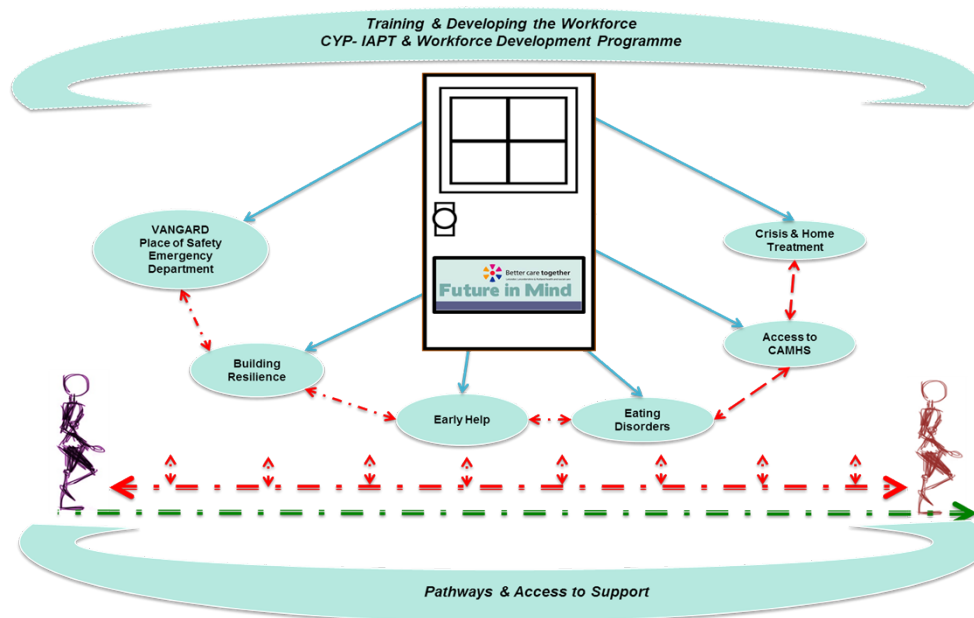 Training & Developing the Workforce
CYP- IAPT & Workforce Development Programme
VANGARD
Place of Safety
Emergency
Department
Crisis & Home
Treatment
Better care together
Future in Mind
Access to
CAMHS
Building
Resilience
Early Help
Eating
Disorders
Pathways & Access to Support